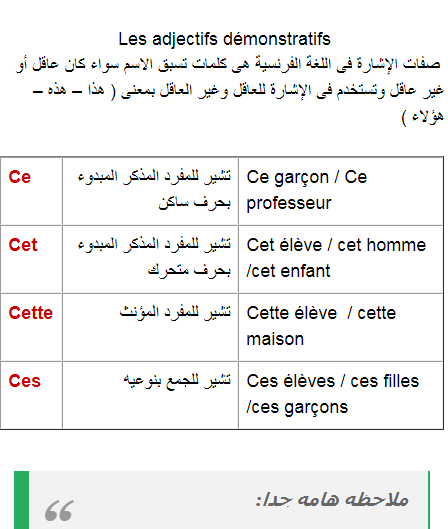 Les adjectifs démonstratifs
صفات الإشارة فى اللغة الفرنسية هى كلمات تسبق الاسم سواء كان عاقل أو
غير عاقل وتستخدم فى الإشارة للعاقل وغير العاقل بمعنى ( هذا – هذه –
هؤلاء )
Ce
تشير للمفرد المذكر المبدوء
بحرف ساكن
Ce garçon / Ce
professeur
Cet
تشير للمفرد المذكر المبدوء
بحرف متحرك
Cet élève / cet homme
/cet enfant
Cette
تشير للمفرد المؤنث
Cette élève / cette
maison
Ces
تشير للجمع بنوعيه
Ces élèves / ces filles
/ces garçons
ملاحظه هامه جدا: